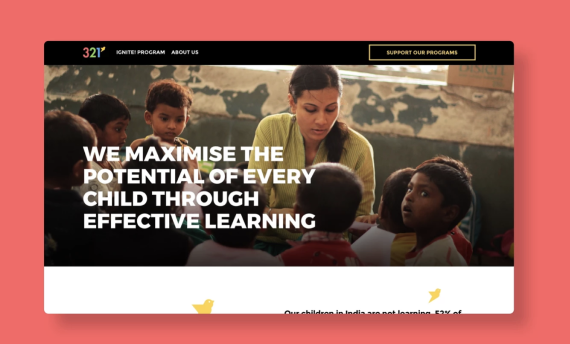 321
IGNITE! PROGRAM ABOUT US
SUPPORT OUR PROGRAMS
WE MAXIMISE THE
POTENTIAL OF EVERY
CHILD THROUGH
EFFECTIVE LEARNING
Our children in India are not learning. 52% of